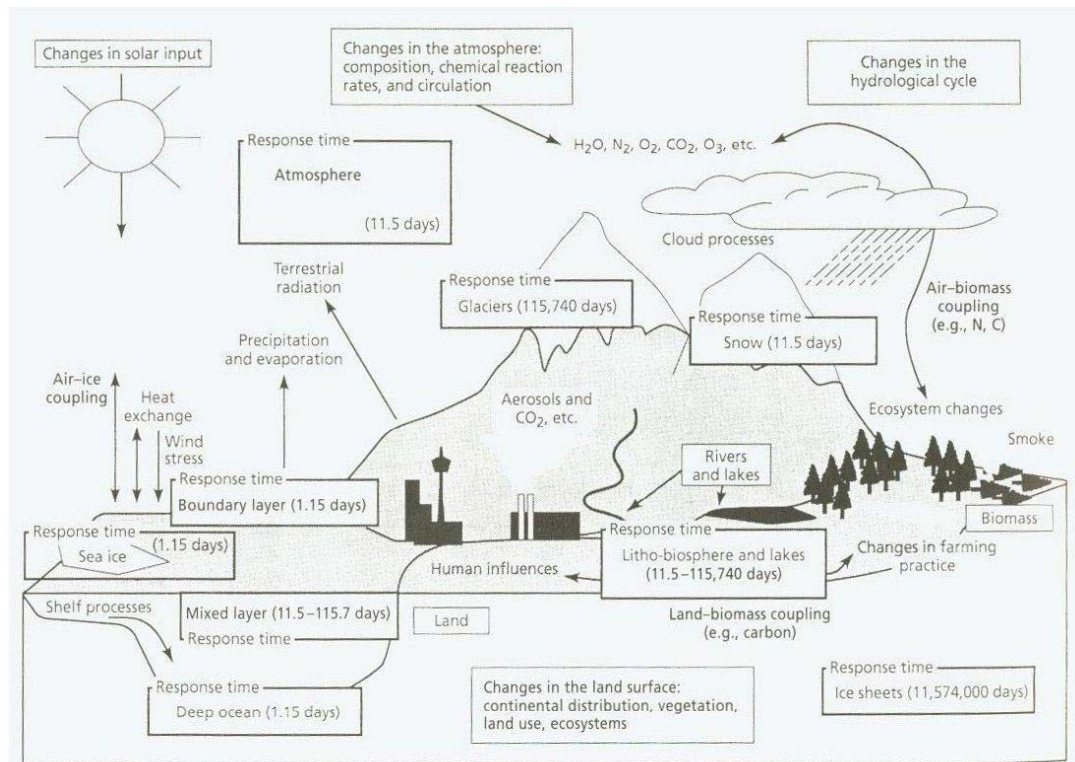 Changes in solar input
Changes in the atmosphere:
composition, chemical reaction
rates, and circulation
Changes in the
hydrological cycle
Response time
Atmosphere
(11.5 days)
H₂O, N₂, O₂, CO₂, O₃, etc.
Cloud processes
Terrestrial
radiation
Response time
Glaciers (115,740 days)
Response time
Snow (11.5 days)
Air–biomass
coupling
(e.g., N, C)
Precipitation
and evaporation
Air–ice
coupling
Heat
exchange
Wind
stress
Aerosols and
CO₂, etc.
Ecosystem changes
Smoke
Rivers
and lakes
Response time
Boundary layer (1.15 days)
Biomass
Response time
(1.15 days)
Sea ice
Response time
Litho-biosphere and lakes
(11.5–115,740 days)
Changes in farming
practice
Human influences
Shelf processes
Mixed layer (11.5–115.7 days)
Response time
Land
Land–biomass coupling
(e.g., carbon)
Response time
Deep ocean (1.15 days)
Changes in the land surface:
continental distribution, vegetation,
land use, ecosystems
Response time
Ice sheets (11,574,000 days)